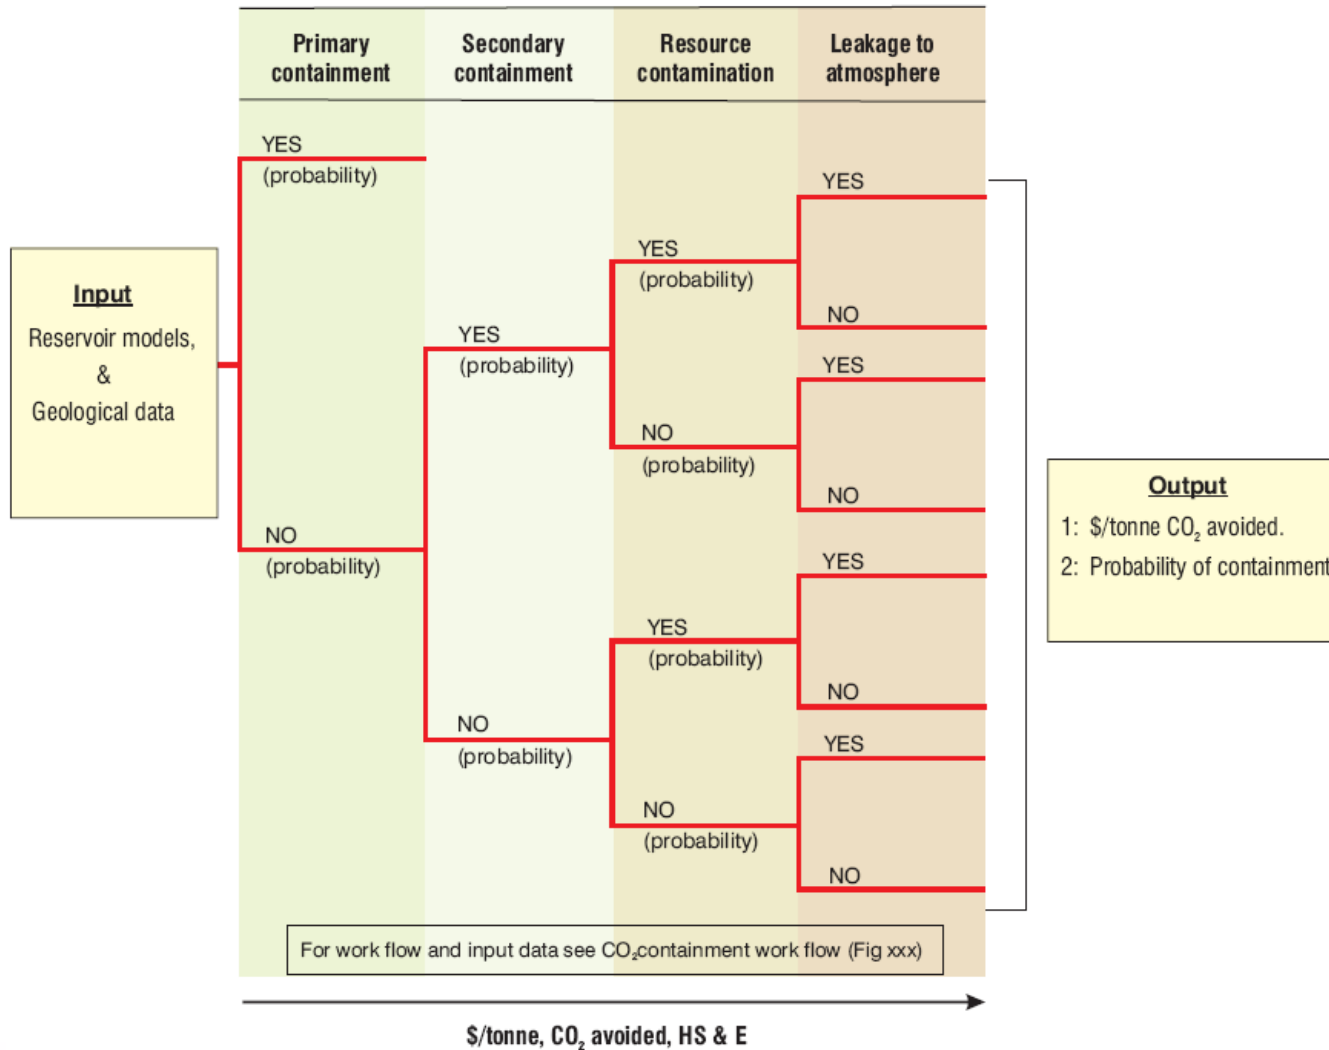 Primary
containment
Secondary
containment
Resource
contamination
Leakage to
atmosphere
YES
(probability)
YES
YES
(probability)
Input
Reservoir models,
&
Geological data
NO
YES
(probability)
YES
NO
(probability)
NO
Output
1: $/tonne CO₂ avoided.
2: Probability of containment
NO
(probability)
YES
YES
(probability)
NO
NO
(probability)
YES
NO
(probability)
NO
For work flow and input data see CO₂containment work flow (Fig xxx)
$/tonne, CO₂ avoided, HS & E